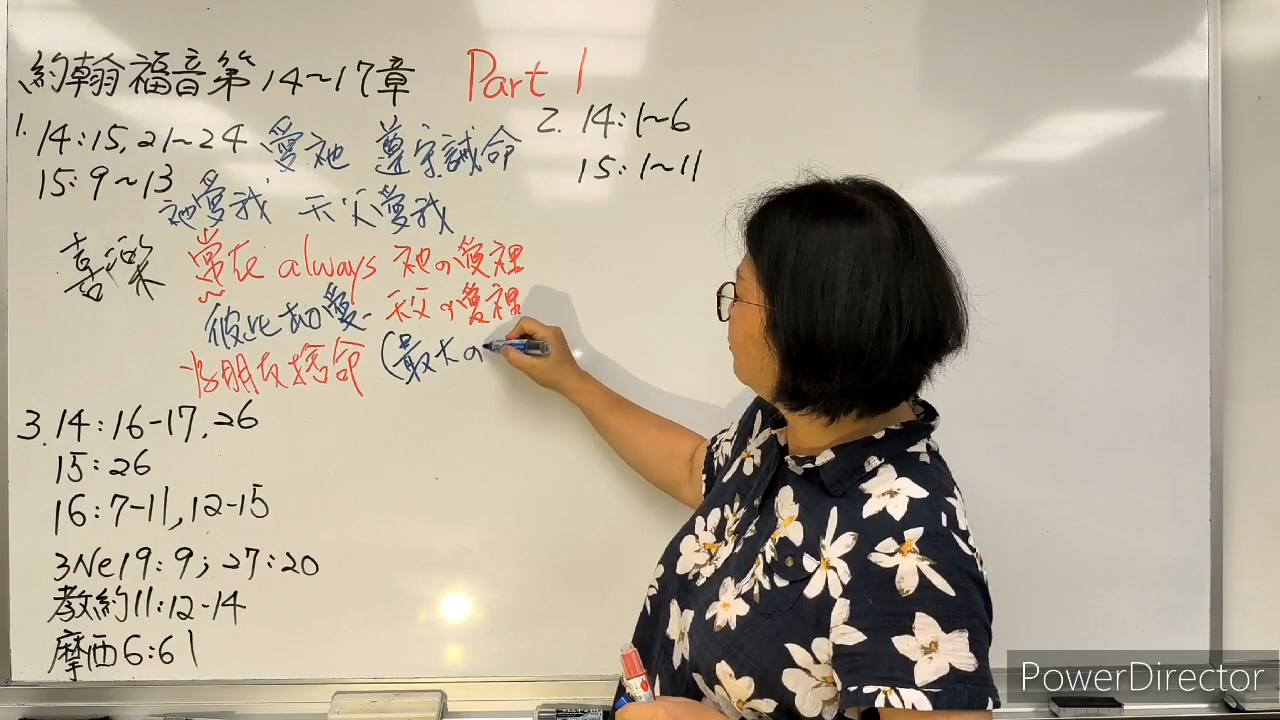 約翰福音第14~17章 Part 1
1. 14:15, 21~24 愛祂 遵守誡命
15:9~13
祂愛我 天父愛我
喜樂 常在 always 祂の愛裡
彼此相愛. 天父の愛裡
為朋友捨命 (最大の
2. 14:1~6
15:1~11
3. 14:16-17, 26
15:26
16:7-11, 12-15
3Ne19:9; 27:20
教約11:12-14
摩西6:61
PowerDirector